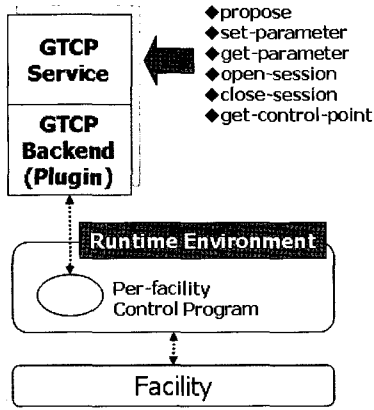 GTCP
Service
◆propose
◆set-parameter
◆get-parameter
◆open-session
◆close-session
◆get-control-point
GTCP
Backend
(Plugin)
Runtime Environment
Per-facility
Control Program
Facility